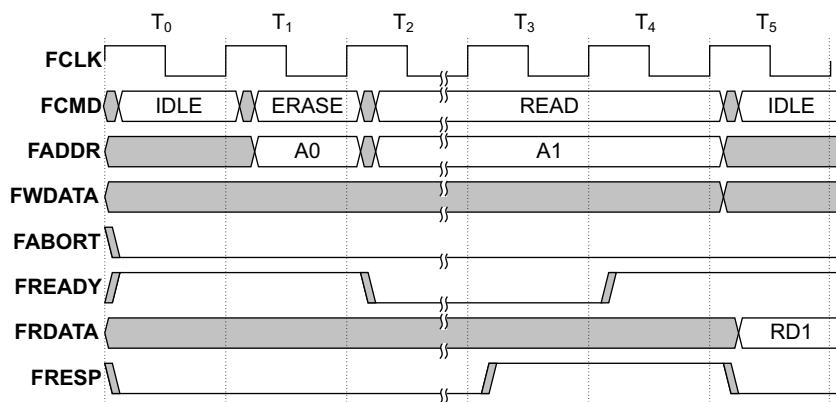 T0 T1 T2 T3 T4 T5
FCLK
FCMD IDLE ERASE READ IDLE
FADDR A0 A1
FWDATA
FABORT
FREADY
FRDATA RD1
FRESP